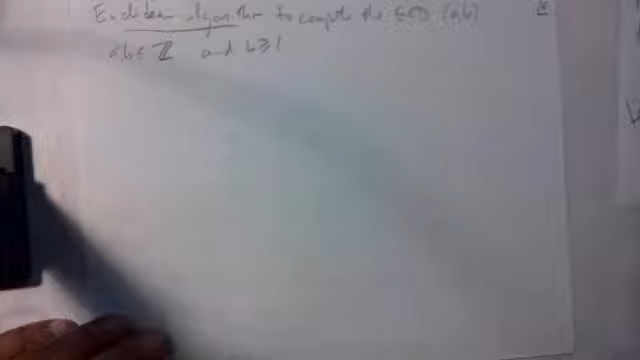 Euclidean algorithm to compute the GCD (a,b)
a,b ∈ ℤ and b ≥ 1